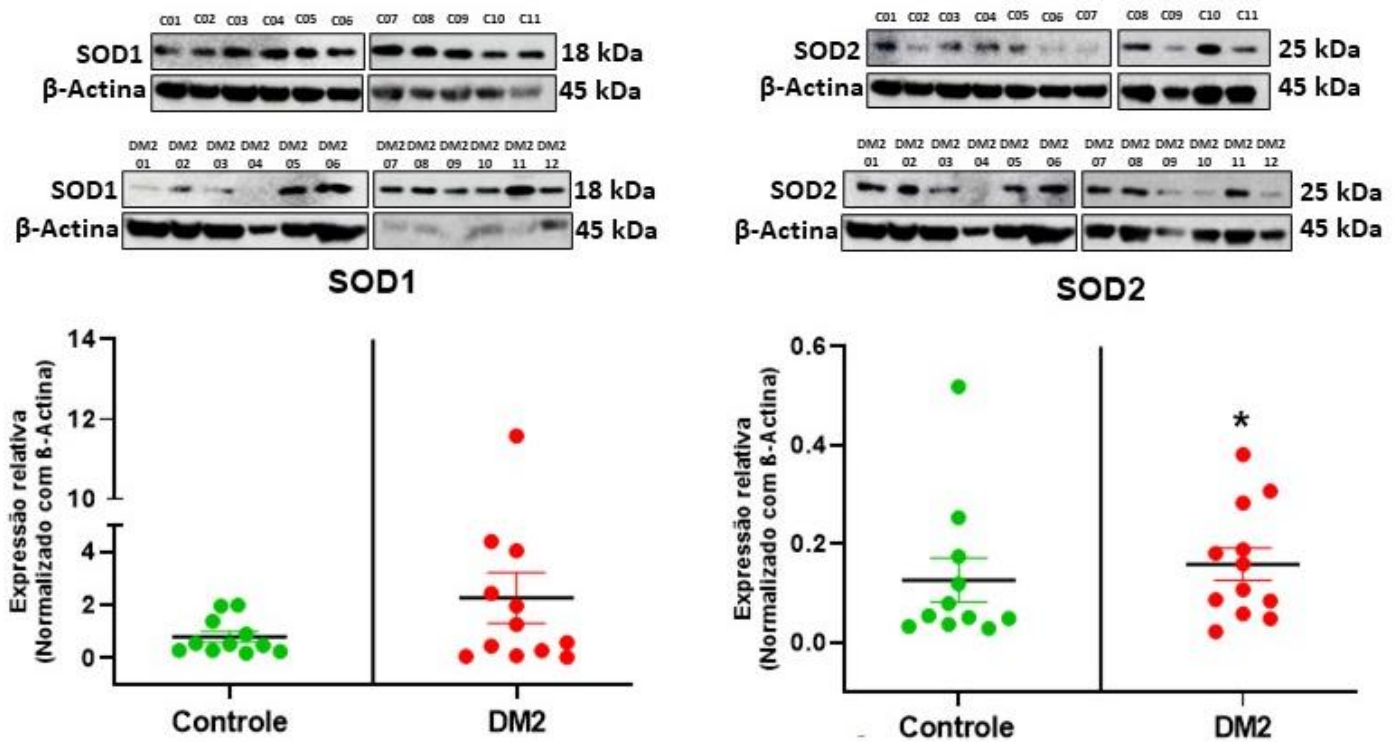 C01 C02 C03 C04 C05 C06 C07 C08 C09 C10 C11
SOD1 18 kDa
β-Actina 45 kDa
DM2 DM2 DM2 DM2 DM2 DM2 DM2 DM2 DM2 DM2 DM2 DM2
01 02 03 04 05 06 07 08 09 10 11 12
SOD1 18 kDa
β-Actina 45 kDa
SOD1
14
12
10
4
2
0
Expressão relativa
(Normalizado com ß-Actina)
Controle DM2
C01 C02 C03 C04 C05 C06 C07 C08 C09 C10 C11
SOD2 25 kDa
β-Actina 45 kDa
DM2 DM2 DM2 DM2 DM2 DM2 DM2 DM2 DM2 DM2 DM2 DM2
01 02 03 04 05 06 07 08 09 10 11 12
SOD2 25 kDa
β-Actina 45 kDa
SOD2
0.6
0.4
0.2
0.0
Expressão relativa
(Normalizado com ß-Actina)
*
Controle DM2